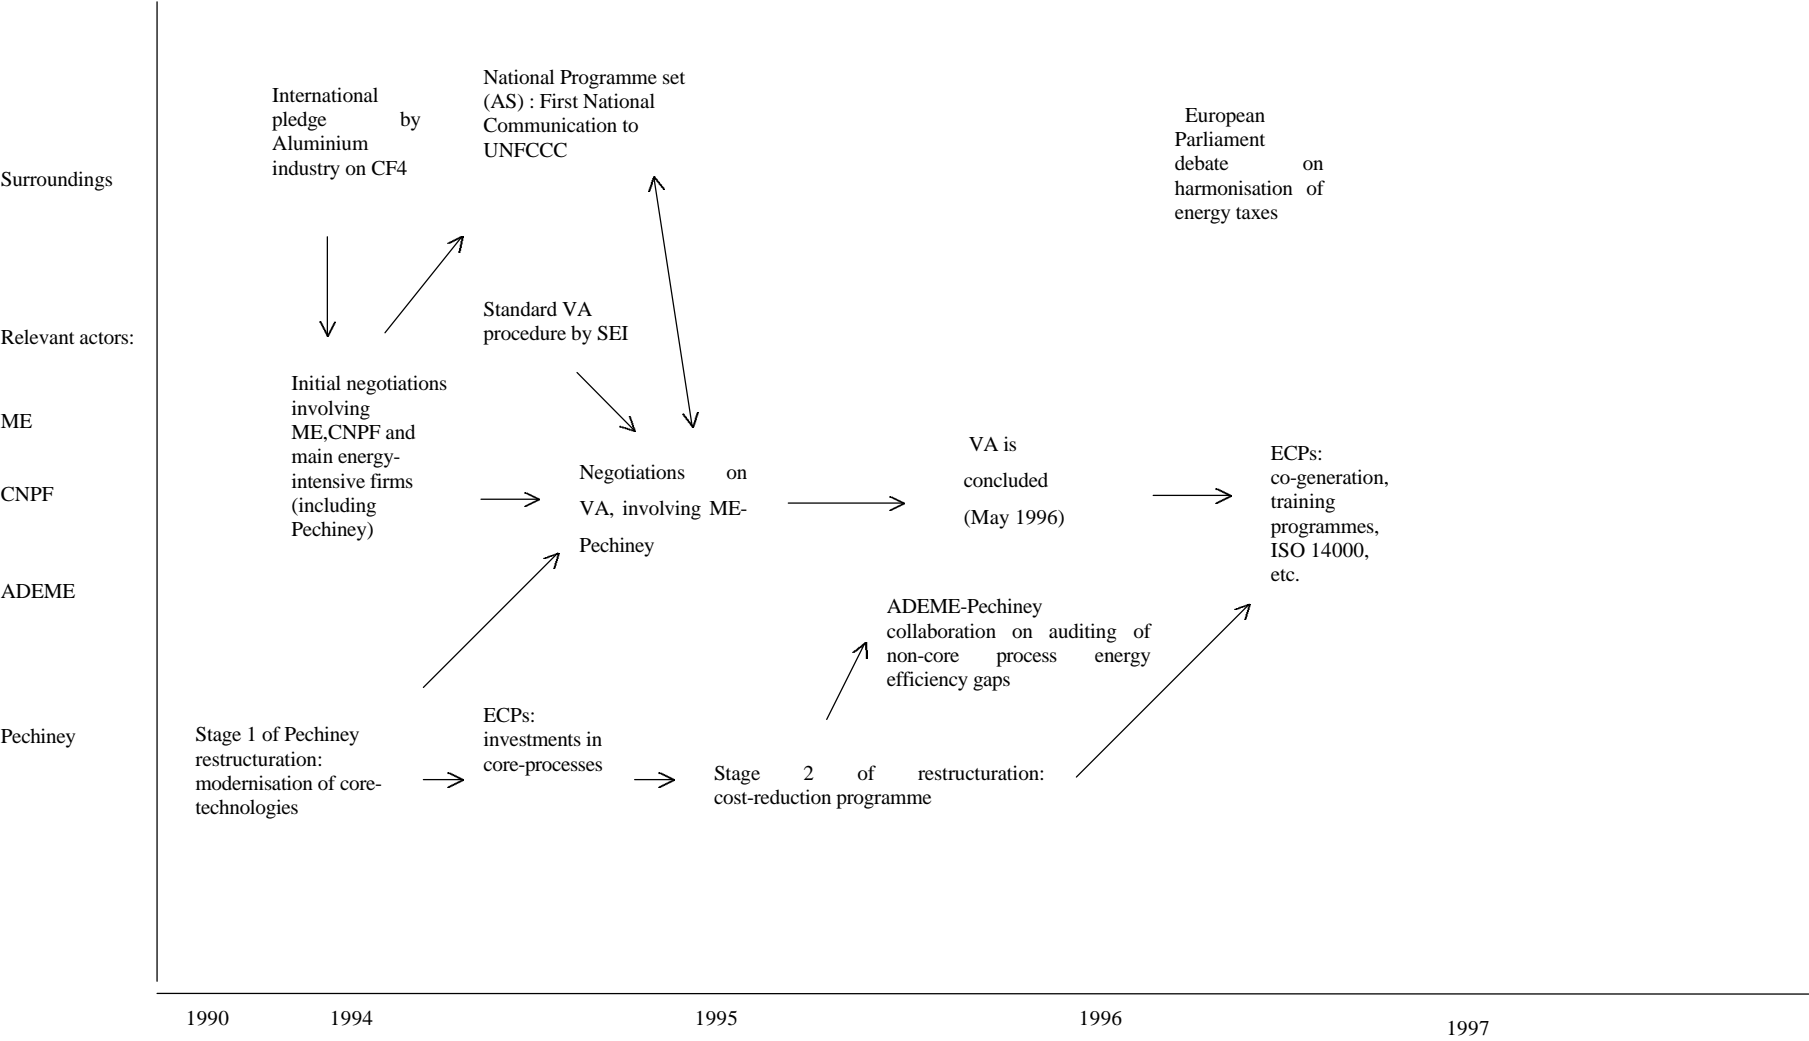 International
pledge by
Aluminium
industry on CF4
National Programme set
(AS) : First National
Communication to
UNFCCC
European
Parliament
debate on
harmonisation of
energy taxes
Surroundings
Standard VA
procedure by SEI
Relevant actors:
Initial negotiations
involving
ME,CNPF and
main energy-
intensive firms
(including
Pechiney)
ME
CNPF
Negotiations on
VA, involving ME-
Pechiney
VA is
concluded
(May 1996)
ECPs:
co-generation,
training
programmes,
ISO 14000,
etc.
ADEME
ADEME-Pechiney
collaboration on auditing of
non-core process energy
efficiency gaps
Pechiney
Stage 1 of Pechiney
restructuration:
modernisation of core-
technologies
ECPs:
investments in
core-processes
Stage 2 of restructuration:
cost-reduction programme
1990 1994 1995 1996 1997